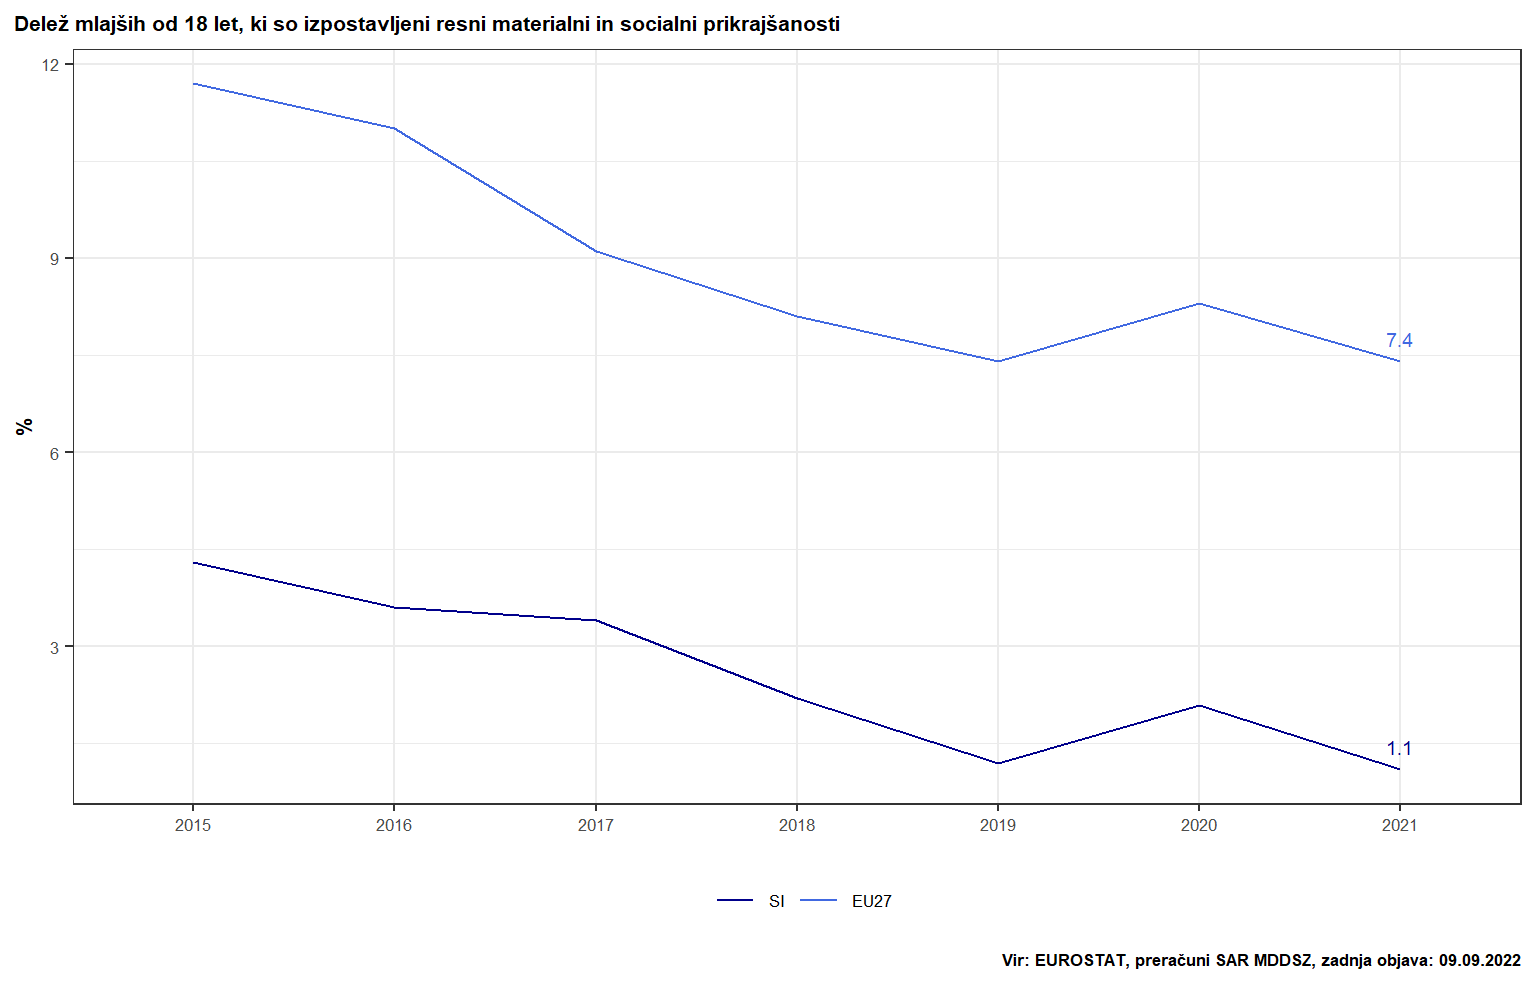 Delež mlajših od 18 let, ki so izpostavljeni resni materialni in socialni prikrajšanosti
12
9
6
3
%
7.4
1.1
2015 2016 2017 2018 2019 2020 2021
SI EU27
Vir: EUROSTAT, preračuni SAR MDDSZ, zadnja objava: 09.09.2022